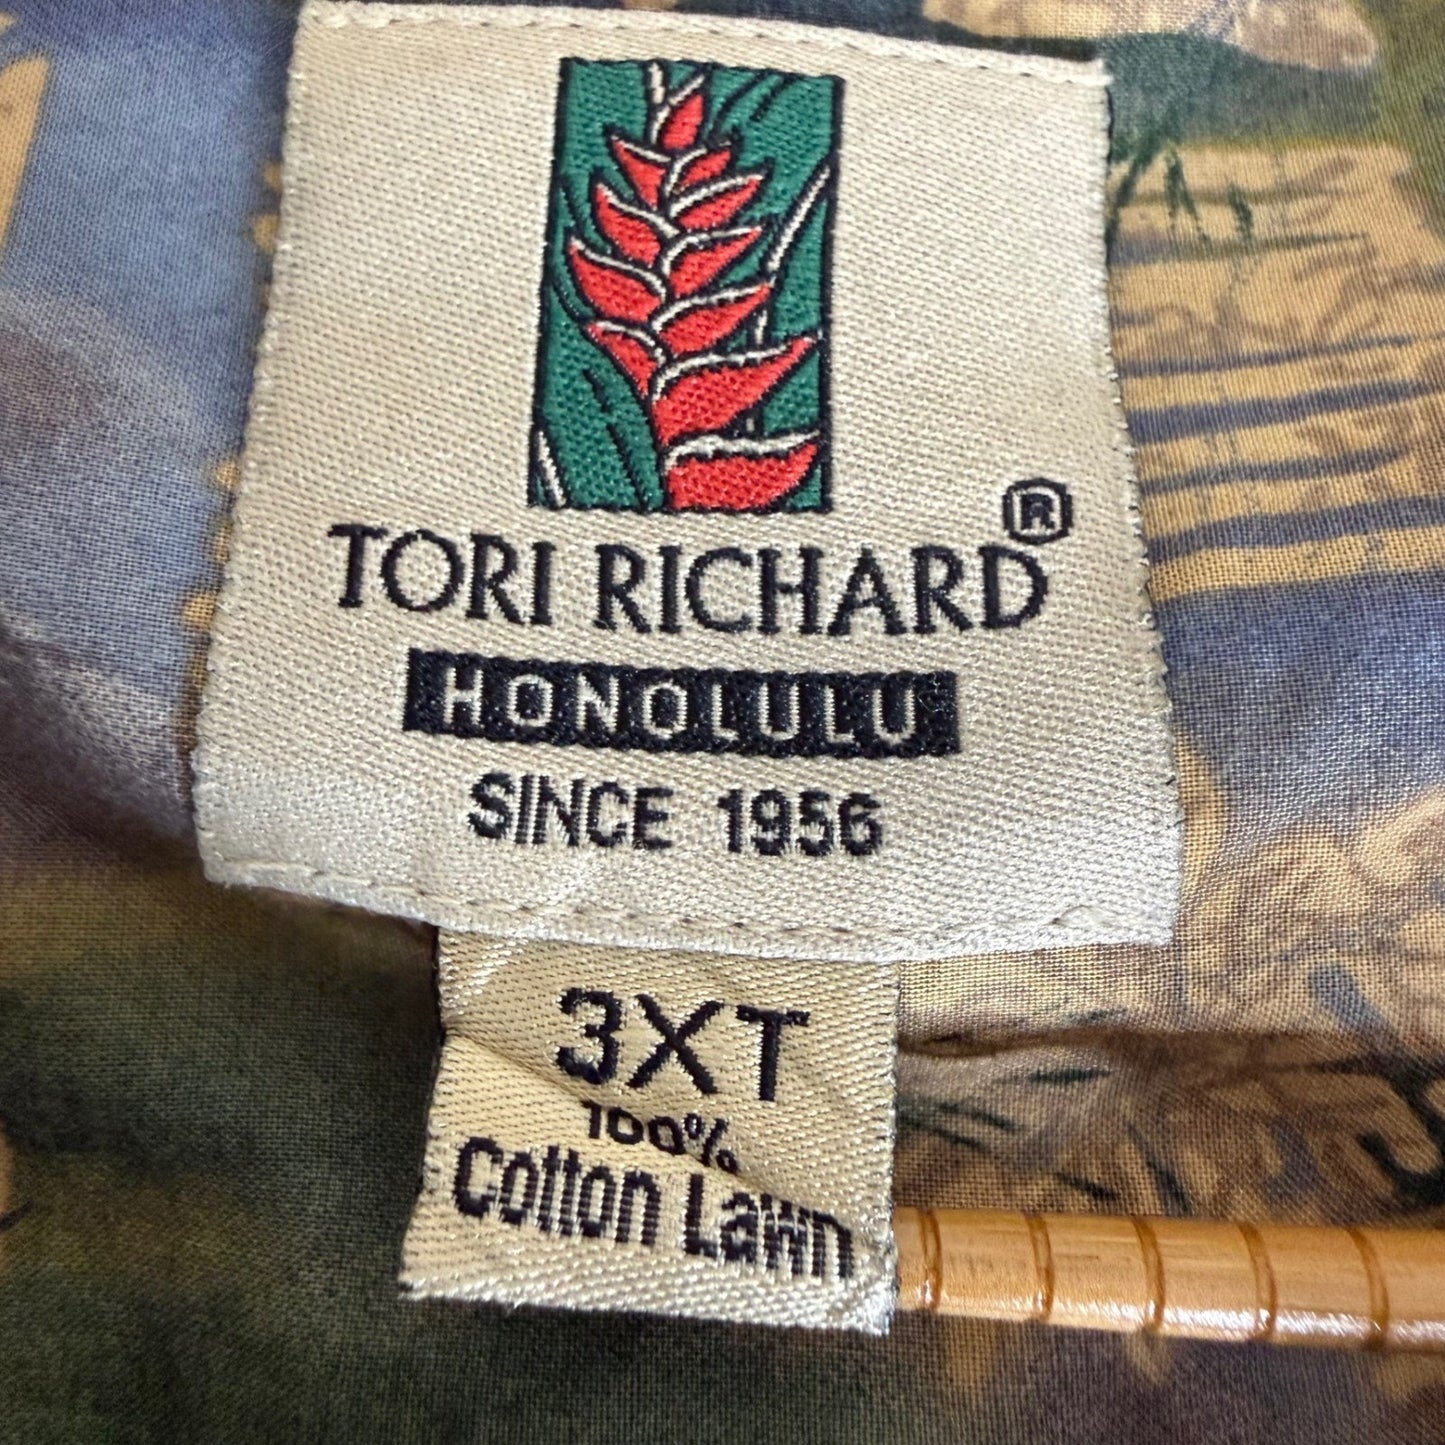 TORI RICHARD®
HONOLULU
SINCE 1956
3XT
100%
Cotton Lawn